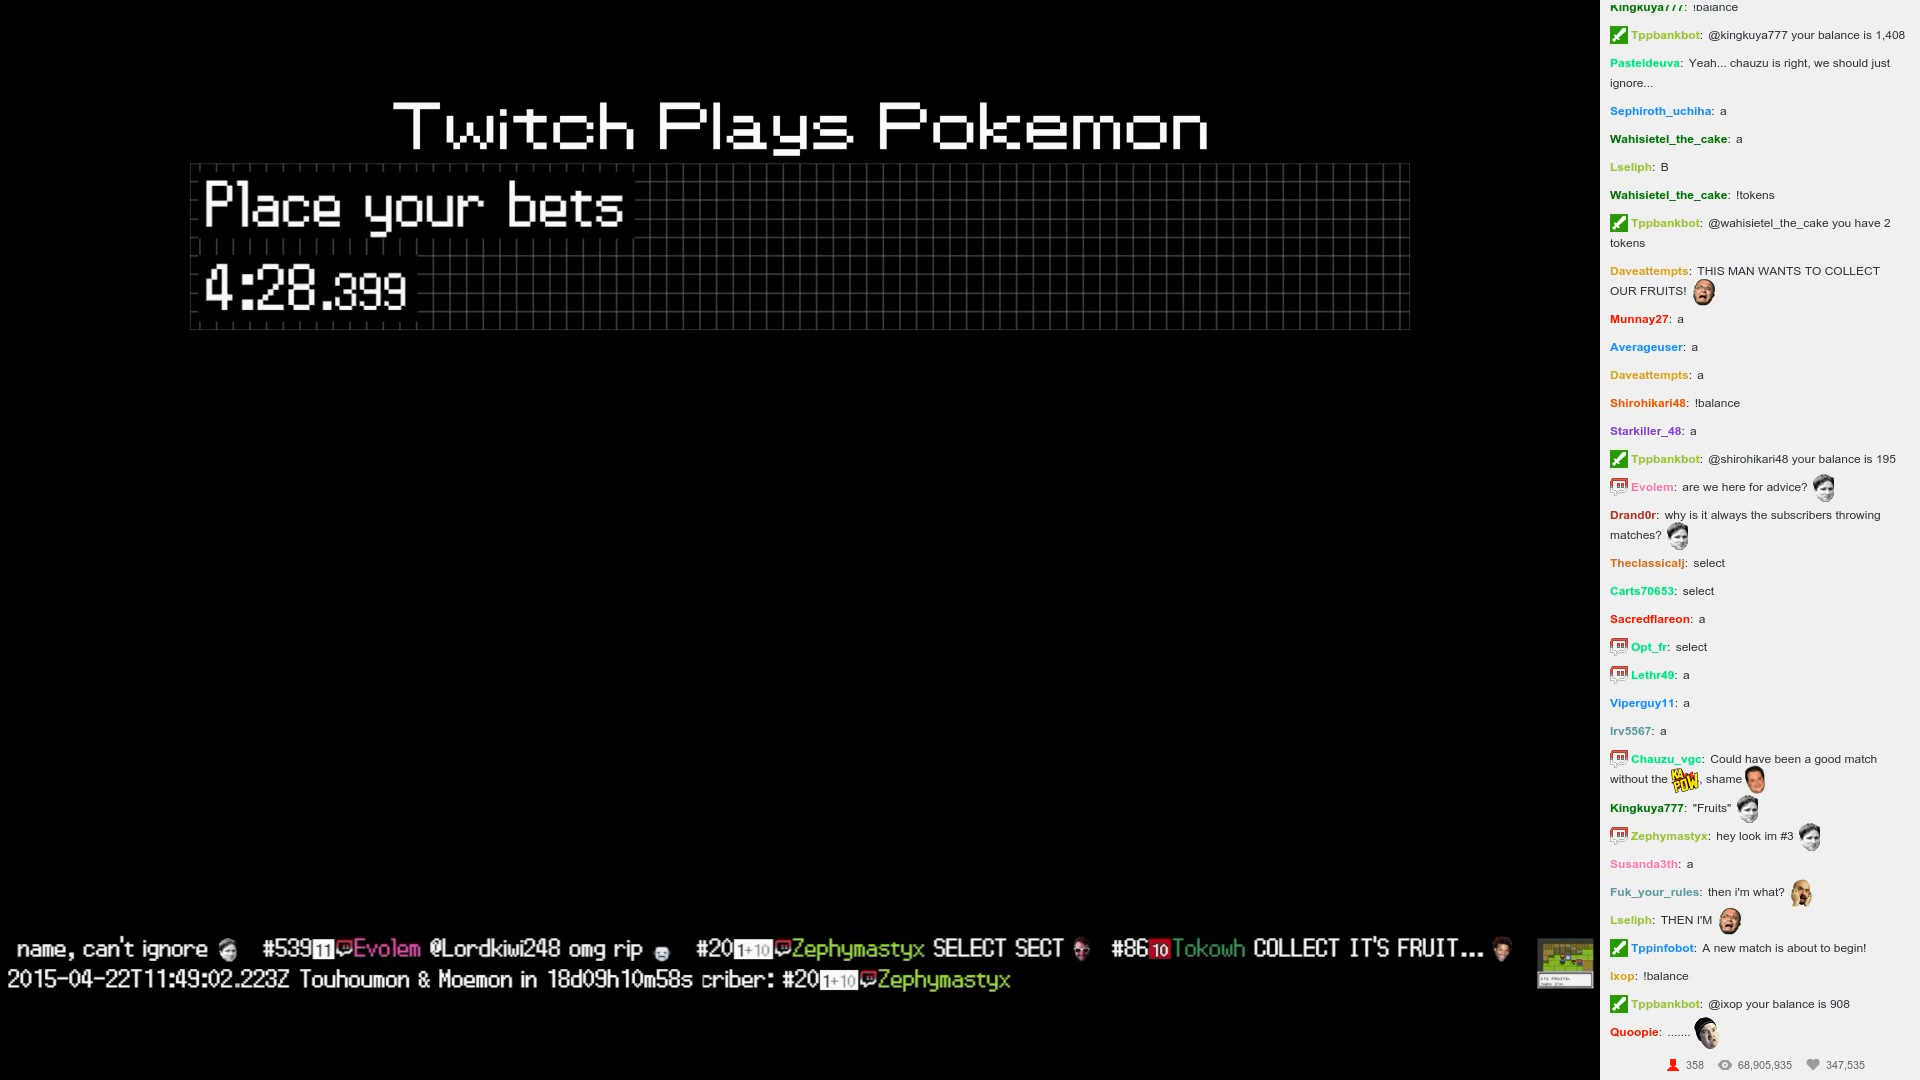 Twitch Plays Pokemon
Place your bets
4:28.399
name, can't ignore #539 11 Evolem @Lordkiwi248 omg rip #20 1+10 Zephymastyx SELECT SECT #86 10 Tokowh COLLECT IT'S FRUIT...
2015-04-22T11:49:02.223Z Touhoumon & Moemon in 18d09h10m58s criber: #20 1+10 Zephymastyx
Kingkuya777: !balance
Tppbankbot: @kingkuya777 your balance is 1,408
Pasteldeuva: Yeah... chauzu is right, we should just
ignore...
Sephiroth_uchiha: a
Wahisietel_the_cake: a
Lseliph: B
Wahisietel_the_cake: !tokens
Tppbankbot: @wahisietel_the_cake you have 2
tokens
Daveattempts: THIS MAN WANTS TO COLLECT
OUR FRUITS!
Munnay27: a
Averageuser: a
Daveattempts: a
Shirohikari48: !balance
Starkiller_48: a
Tppbankbot: @shirohikari48 your balance is 195
Evolem: are we here for advice?
Drand0r: why is it always the subscribers throwing
matches?
Theclassicalj: select
Carts70653: select
Sacredflareon: a
Opt_fr: select
Lethr49: a
Viperguy11: a
Irv5567: a
Chauzu_vgc: Could have been a good match
without the KA POW, shame
Kingkuya777: "Fruits"
Zephymastyx: hey look im #3
Susanda3th: a
Fuk_your_rules: then i'm what?
Lseliph: THEN I'M
Tppinfobot: A new match is about to begin!
Ixop: !balance
Tppbankbot: @ixop your balance is 908
Quoopie: .......
358 68,905,935 347,535